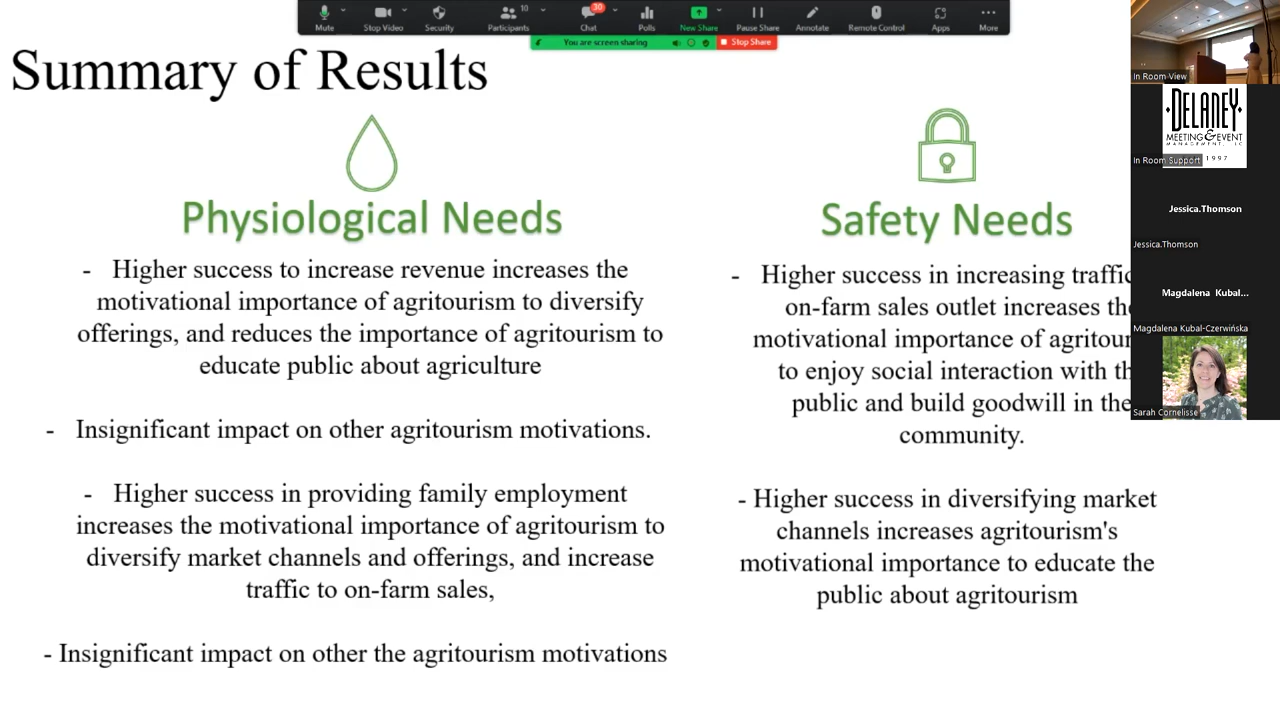 Mute
Stop Video
Security
10
Participants
30
Chat
Polls
New Share
Pause Share
Annotate
Remote Control
Apps
More
You are screen sharing
Stop Share
Summary of Results
Physiological Needs
- Higher success to increase revenue increases the
motivational importance of agritourism to diversify
offerings, and reduces the importance of agritourism to
educate public about agriculture
- Insignificant impact on other agritourism motivations.
- Higher success in providing family employment
increases the motivational importance of agritourism to
diversify market channels and offerings, and increase
traffic to on-farm sales,
- Insignificant impact on other the agritourism motivations
Safety Needs
- Higher success in increasing traffic
on-farm sales outlet increases the
motivational importance of agritour
to enjoy social interaction with th
public and build goodwill in the
community.
- Higher success in diversifying market
channels increases agritourism's
motivational importance to educate the
public about agritourism
In Room View
DELANEY
MEETING & EVENT
MANAGEMENT, LLC
1997
In Room Support
Jessica.Thomson
Jessica.Thomson
Magdalena Kubal...
Magdalena Kubal-Czerwińska
Sarah Cornelisse